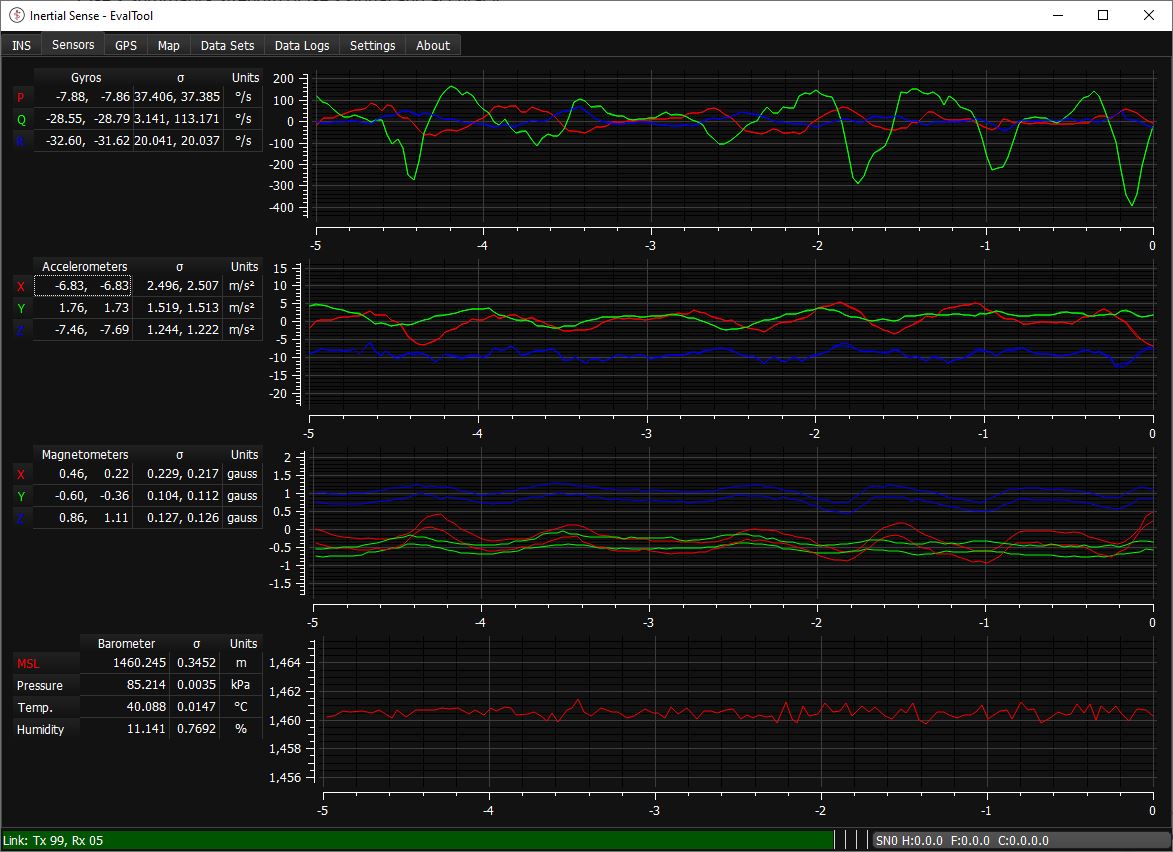 Inertial Sense - EvalTool
INS Sensors GPS Map Data Sets Data Logs Settings About
Gyros σ Units
P -7.88, -7.86 37.406, 37.385 °/s
Q -28.55, -28.79 3.141, 113.171 °/s
R -32.60, -31.62 20.041, 20.037 °/s
200
100
0
-100
-200
-300
-400
-5 -4 -3 -2 -1 0
Accelerometers σ Units
X -6.83, -6.83 2.496, 2.507 m/s²
Y 1.76, 1.73 1.519, 1.513 m/s²
Z -7.46, -7.69 1.244, 1.222 m/s²
15
10
5
0
-5
-10
-15
-20
-5 -4 -3 -2 -1 0
Magnetometers σ Units
X 0.46, 0.22 0.229, 0.217 gauss
Y -0.60, -0.36 0.104, 0.112 gauss
Z 0.86, 1.11 0.127, 0.126 gauss
2
1.5
1
0.5
0
-0.5
-1
-1.5
-5 -4 -3 -2 -1 0
Barometer σ Units
MSL 1460.245 0.3452 m
Pressure 85.214 0.0035 kPa
Temp. 40.088 0.0147 °C
Humidity 11.141 0.7692 %
1,464
1,462
1,460
1,458
1,456
-5 -4 -3 -2 -1 0
Link: Tx 99, Rx 05 SN0 H:0.0.0 F:0.0.0 C:0.0.0.0